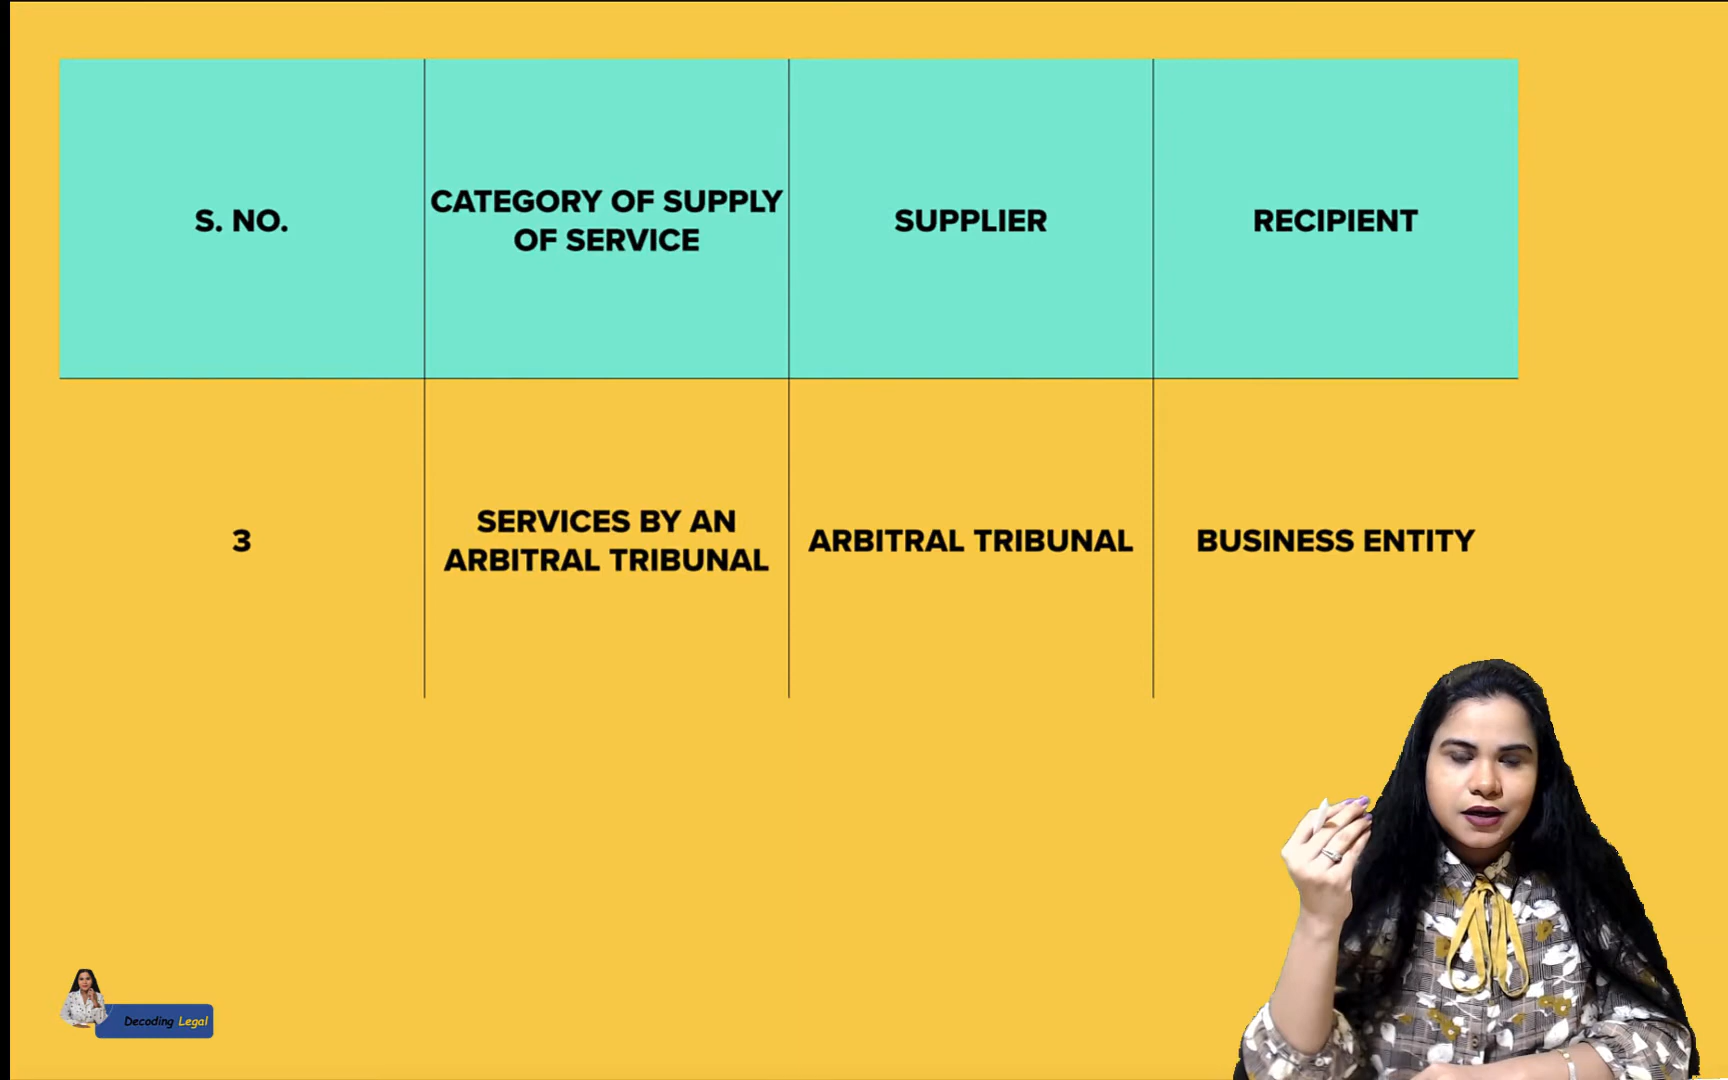 S. NO.
CATEGORY OF SUPPLY
OF SERVICE
SUPPLIER
RECIPIENT
3
SERVICES BY AN
ARBITRAL TRIBUNAL
ARBITRAL TRIBUNAL
BUSINESS ENTITY
Decoding Legal